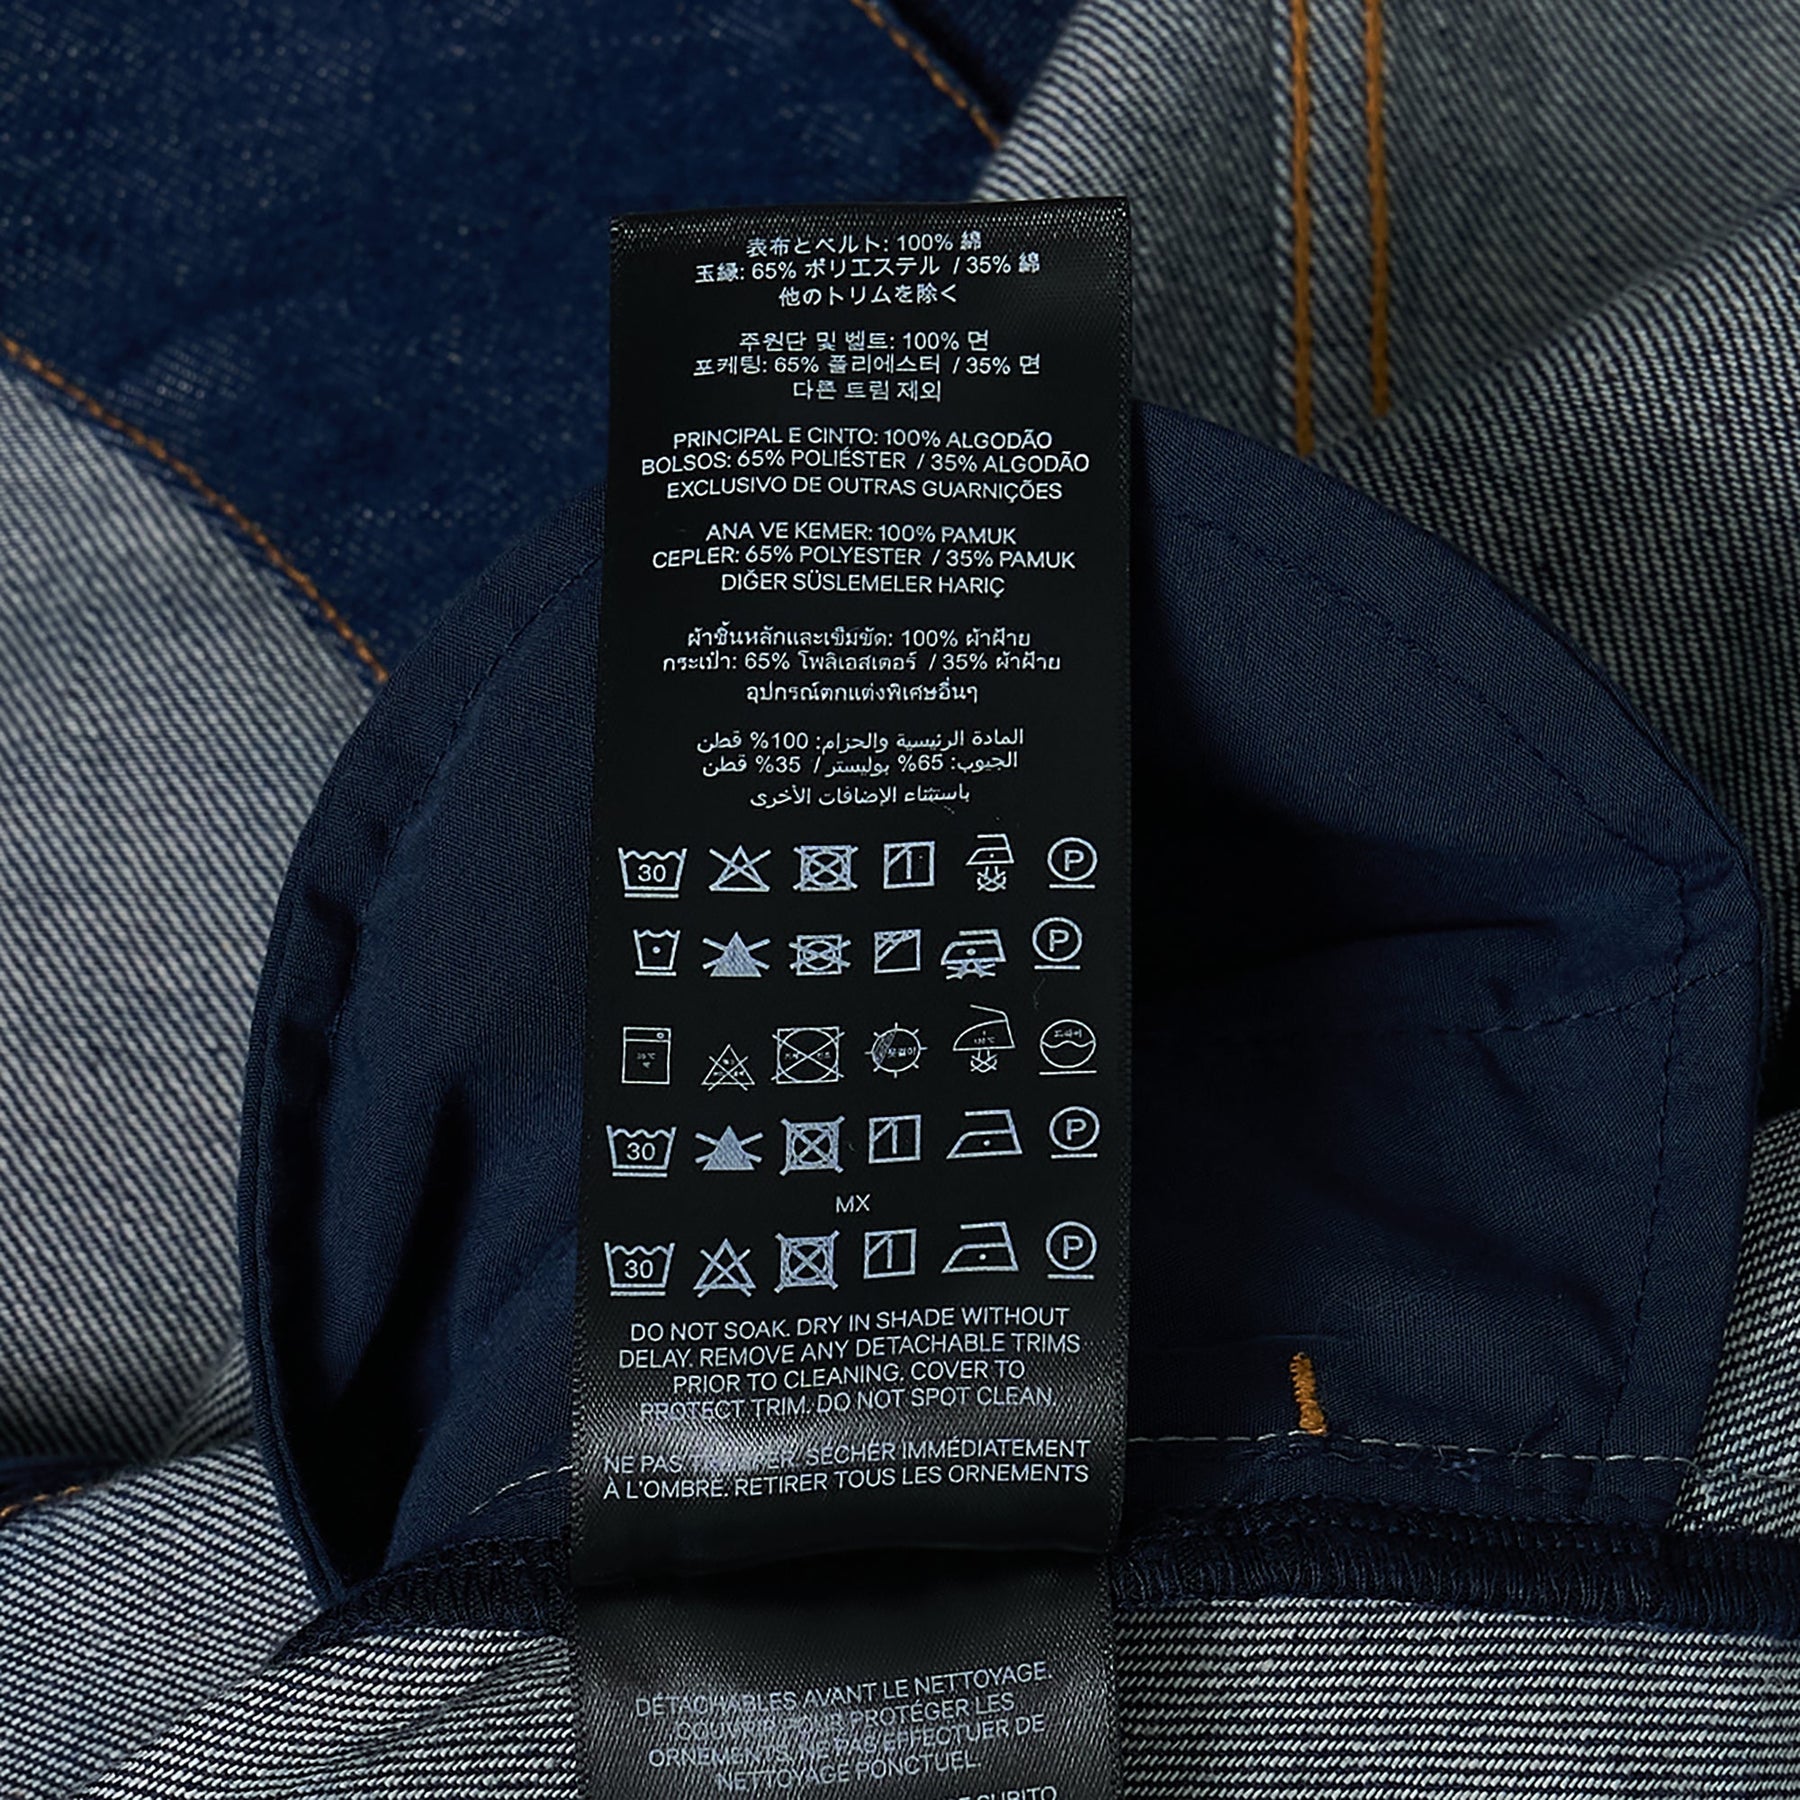 表布とベルト: 100% 綿
玉縁: 65% ポリエステル / 35% 綿
他のトリムを除く
주원단 및 벨트: 100% 면
포케팅: 65% 폴리에스터 / 35% 면
다른 트림 제외
PRINCIPAL E CINTO: 100% ALGODÃO
BOLSOS: 65% POLIÉSTER / 35% ALGODÃO
EXCLUSIVO DE OUTRAS GUARNIÇÕES
ANA VE KEMER: 100% PAMUK
CEPLER: 65% POLYESTER / 35% PAMUK
DIĞER SÜSLEMELER HARIÇ
ผ้าชิ้นหลักและเข็มขัด: 100% ผ้าฝ้าย
กระเป๋า: 65% โพลิเอสเตอร์ / 35% ผ้าฝ้าย
อุปกรณ์ตกแต่งพิเศษอื่นๆ
المادة الرئيسية والحزام: 100% قطن
الجيوب: 65% بوليستر / 35% قطن
باستثناء الإضافات الأخرى
30 P
P
옷걸이 드라이
30 P
MX
30 P
DO NOT SOAK. DRY IN SHADE WITHOUT
DELAY. REMOVE ANY DETACHABLE TRIMS
PRIOR TO CLEANING. COVER TO
PROTECT TRIM. DO NOT SPOT CLEAN.
NE PAS SÉCHER IMMÉDIATEMENT
À L'OMBRE. RETIRER TOUS LES ORNEMENTS
DÉTACHABLES AVANT LE NETTOYAGE.
COUVRIR POUR PROTÉGER LES
ORNEMENTS. NE PAS EFFECTUER DE
NETTOYAGE PONCTUEL.